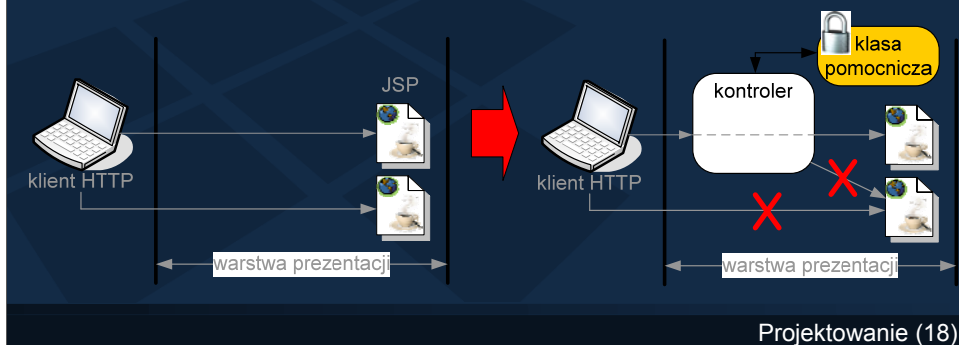 JSP
klient HTTP
warstwa prezentacji
klasa
pomocnicza
kontroler
klient HTTP
warstwa prezentacji
Projektowanie (18)